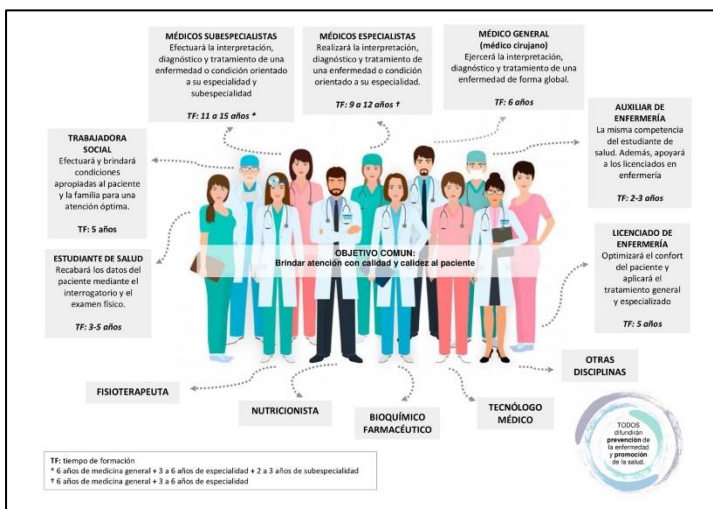 MÉDICOS SUBESPECIALISTAS
Efectuará la interpretación,
diagnóstico y tratamiento de una
enfermedad o condición orientado
a su especialidad y
subespecialidad
TF: 11 a 15 años *
MÉDICOS ESPECIALISTAS
Realizará la interpretación,
diagnóstico y tratamiento de
una enfermedad o condición
orientado a su especialidad.
TF: 9 a 12 años †
MÉDICO GENERAL
(médico cirujano)
Ejercerá la interpretación,
diagnóstico y tratamiento de una
enfermedad de forma global.
TF: 6 años
AUXILIAR DE
ENFERMERÍA
La misma competencia
del estudiante de
salud. Además, apoyará
a los licenciados en
enfermería
TF: 2-3 años
TRABAJADORA
SOCIAL
Efectuará y brindará
condiciones
apropiadas al paciente
y la familia para una
atención óptima.
TF: 5 años
LICENCIADO DE
ENFERMERÍA
Optimizará el confort
del paciente y
aplicará el
tratamiento general
y especializado
TF: 5 años
ESTUDIANTE DE SALUD
Recabará los datos del
paciente mediante el
interrogatorio y el
examen físico.
TF: 3-5 años
OBJETIVO COMUN:
Brindar atención con calidad y calidez al paciente
FISIOTERAPEUTA
NUTRICIONISTA
BIOQUÍMICO
FARMACÉUTICO
TECNÓLOGO
MÉDICO
OTRAS
DISCIPLINAS
TODOS
difundirán
prevención de
la enfermedad
y promoción
de la salud.
TF: tiempo de formación
* 6 años de medicina general + 3 a 6 años de especialidad + 2 a 3 años de subespecialidad
† 6 años de medicina general + 3 a 6 años de especialidad